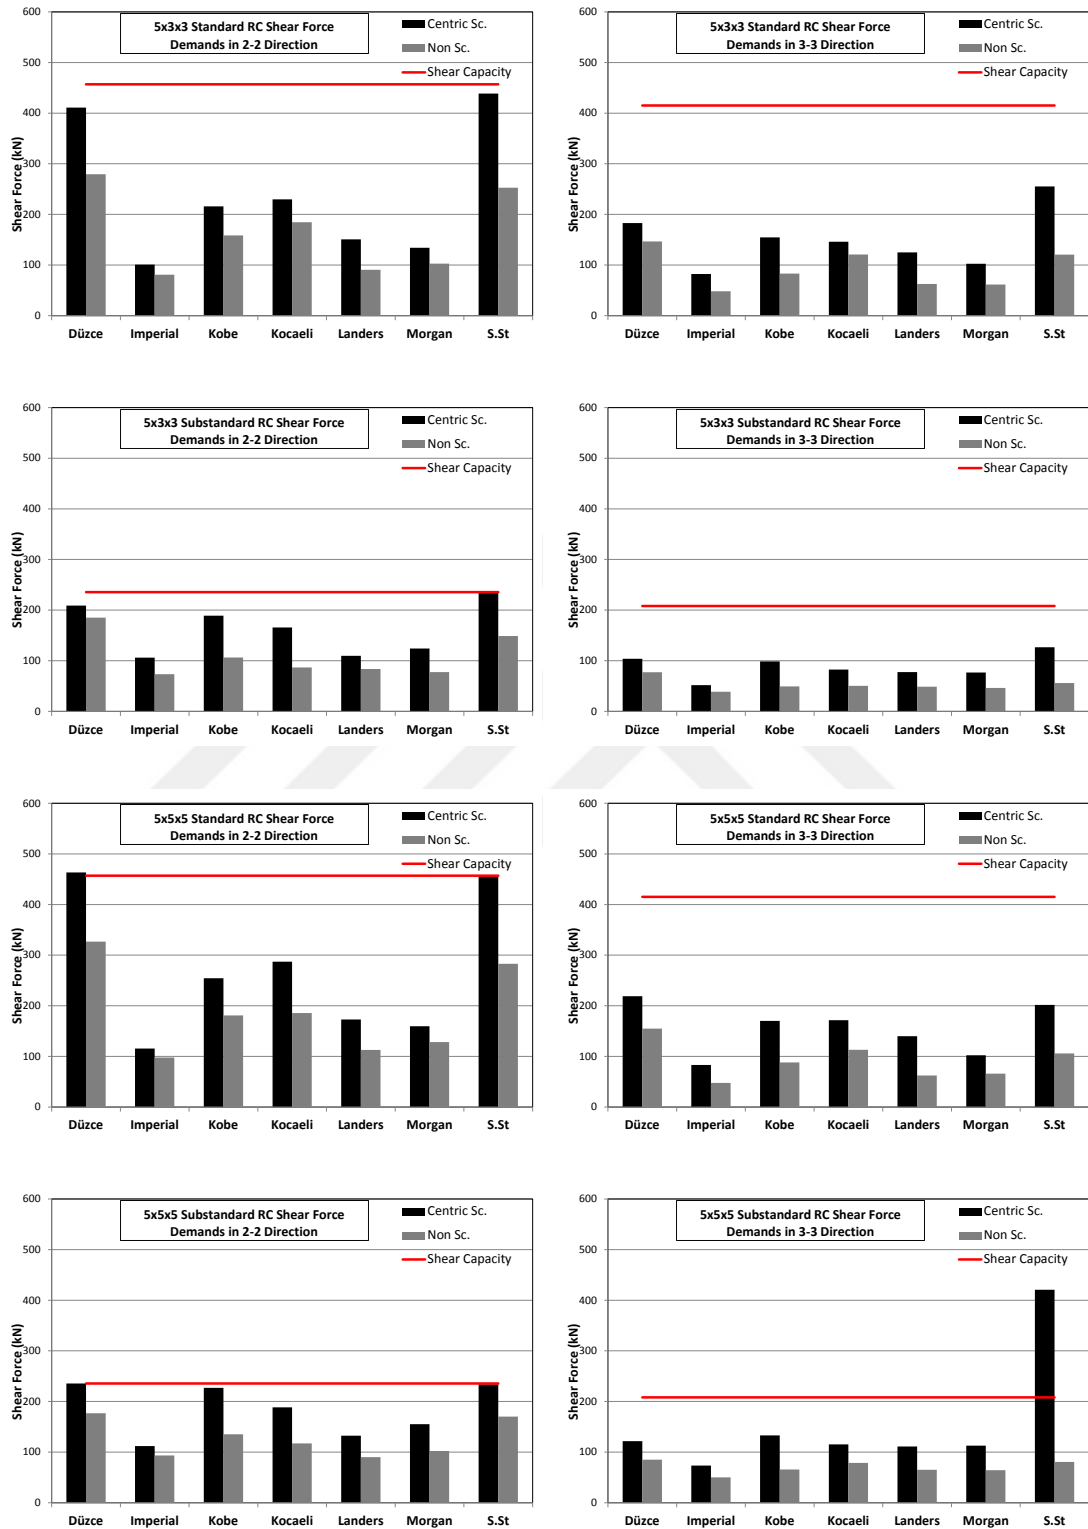 600
500
400
300
200
100
0
Shear Force (kN)
5x3x3 Standard RC Shear Force
Demands in 2-2 Direction
Centric Sc.
Non Sc.
Shear Capacity
Düzce Imperial Kobe Kocaeli Landers Morgan S.St
600
500
400
300
200
100
0
Shear Force (kN)
5x3x3 Standard RC Shear Force
Demands in 3-3 Direction
Centric Sc.
Non Sc.
Shear Capacity
Düzce Imperial Kobe Kocaeli Landers Morgan S.St
600
500
400
300
200
100
0
Shear Force (kN)
5x3x3 Substandard RC Shear Force
Demands in 2-2 Direction
Centric Sc.
Non Sc.
Shear Capacity
Düzce Imperial Kobe Kocaeli Landers Morgan S.St
600
500
400
300
200
100
0
Shear Force (kN)
5x3x3 Substandard RC Shear Force
Demands in 3-3 Direction
Centric Sc.
Non Sc.
Shear Capacity
Düzce Imperial Kobe Kocaeli Landers Morgan S.St
600
500
400
300
200
100
0
Shear Force (kN)
5x5x5 Standard RC Shear Force
Demands in 2-2 Direction
Centric Sc.
Non Sc.
Shear Capacity
Düzce Imperial Kobe Kocaeli Landers Morgan S.St
600
500
400
300
200
100
0
Shear Force (kN)
5x5x5 Standard RC Shear Force
Demands in 3-3 Direction
Centric Sc.
Non Sc.
Shear Capacity
Düzce Imperial Kobe Kocaeli Landers Morgan S.St
600
500
400
300
200
100
0
Shear Force (kN)
5x5x5 Substandard RC Shear Force
Demands in 2-2 Direction
Centric Sc.
Non Sc.
Shear Capacity
Düzce Imperial Kobe Kocaeli Landers Morgan S.St
600
500
400
300
200
100
0
Shear Force (kN)
5x5x5 Substandard RC Shear Force
Demands in 3-3 Direction
Centric Sc.
Non Sc.
Shear Capacity
Düzce Imperial Kobe Kocaeli Landers Morgan S.St